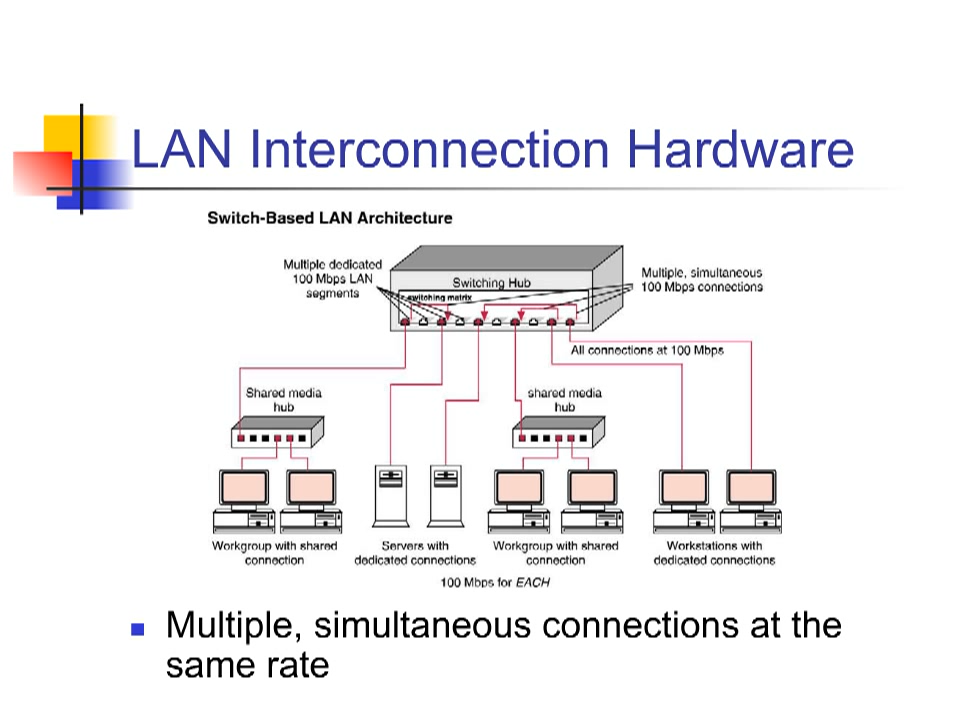 LAN Interconnection Hardware
Switch-Based LAN Architecture
Multiple dedicated
100 Mbps LAN
segments
Switching Hub
switching matrix
Multiple, simultaneous
100 Mbps connections
All connections at 100 Mbps
Shared media
hub
shared media
hub
Workgroup with shared
connection
Servers with
dedicated connections
Workgroup with shared
connection
Workstations with
dedicated connections
100 Mbps for EACH
Multiple, simultaneous connections at the
same rate